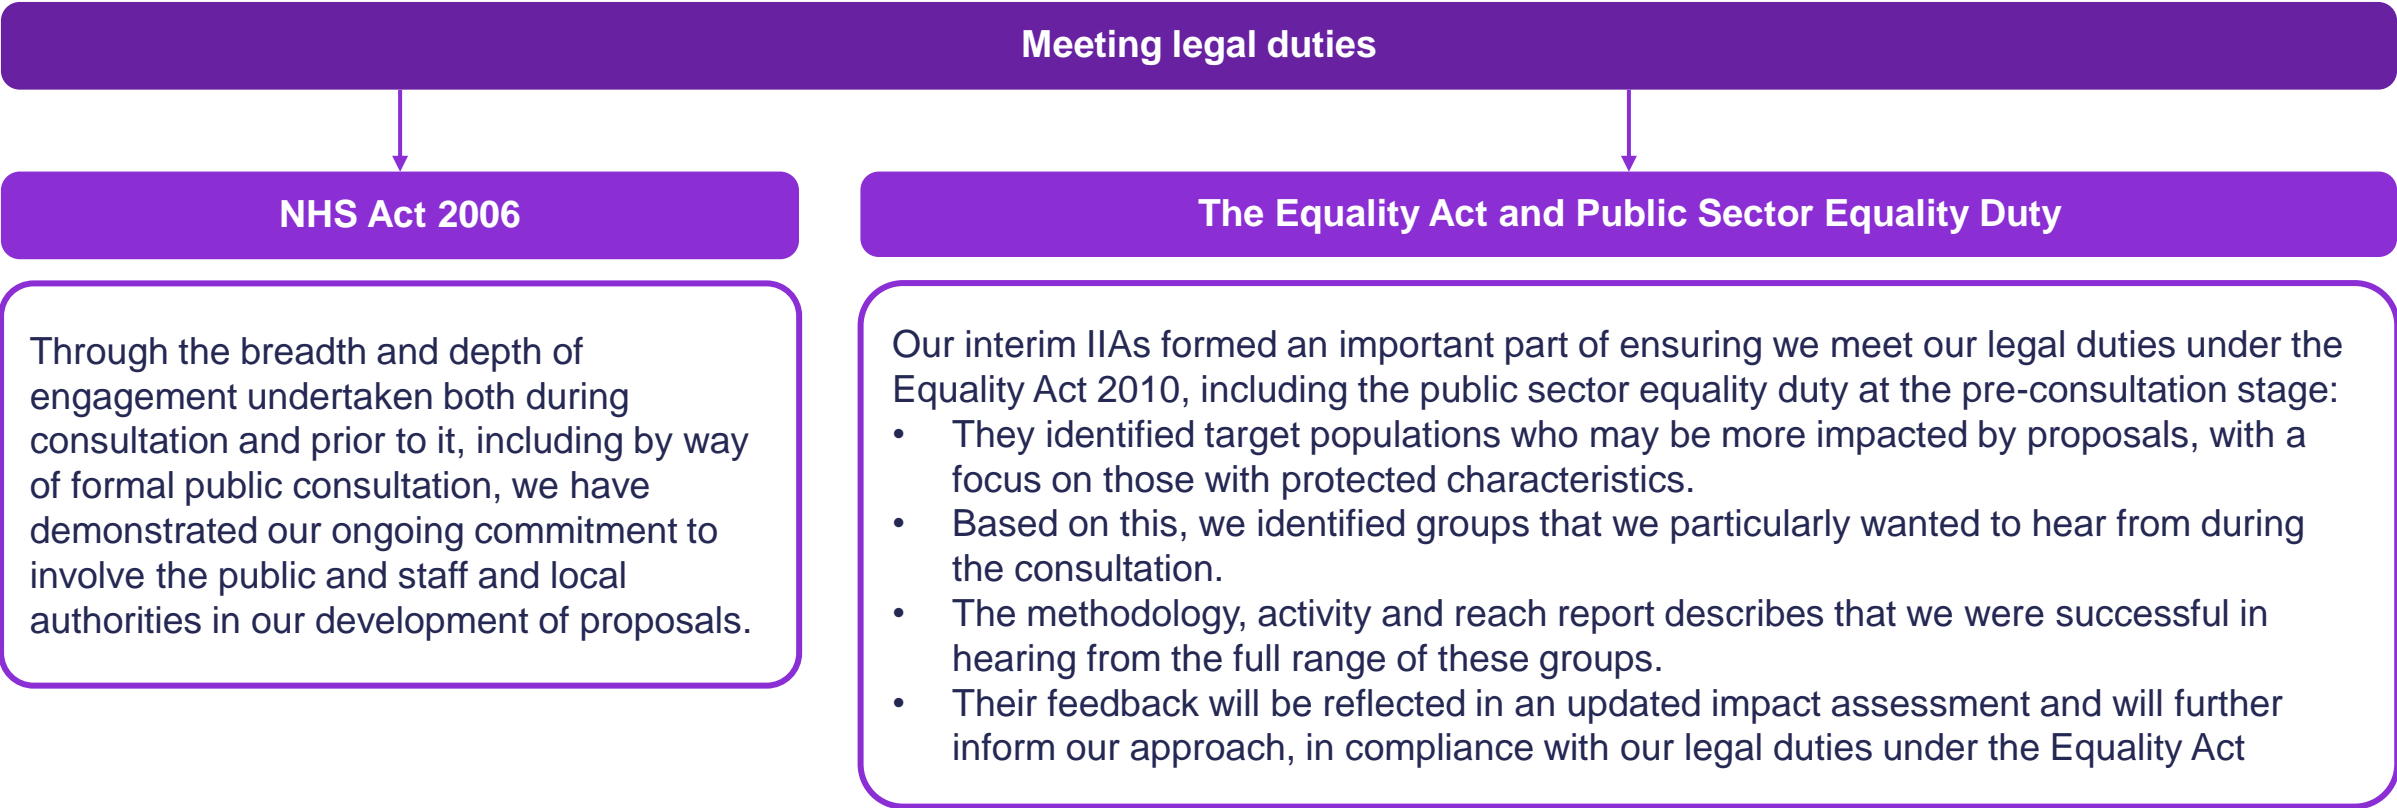 Meeting legal duties
NHS Act 2006
Through the breadth and depth of
engagement undertaken both during
consultation and prior to it, including by way
of formal public consultation, we have
demonstrated our ongoing commitment to
involve the public and staff and local
authorities in our development of proposals.
The Equality Act and Public Sector Equality Duty
Our interim IIAs formed an important part of ensuring we meet our legal duties under the
Equality Act 2010, including the public sector equality duty at the pre-consultation stage:
• They identified target populations who may be more impacted by proposals, with a
focus on those with protected characteristics.
• Based on this, we identified groups that we particularly wanted to hear from during
the consultation.
• The methodology, activity and reach report describes that we were successful in
hearing from the full range of these groups.
• Their feedback will be reflected in an updated impact assessment and will further
inform our approach, in compliance with our legal duties under the Equality Act